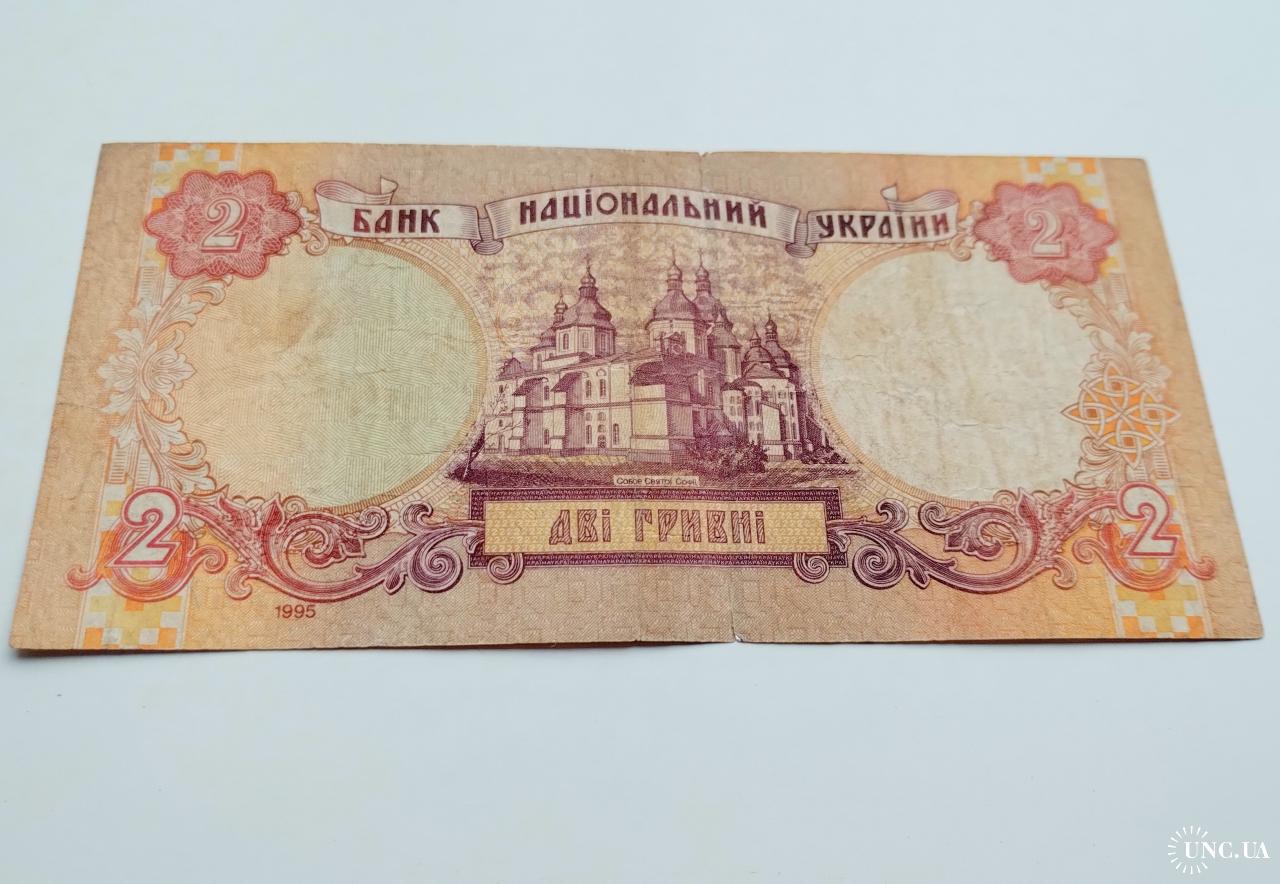 БАНК НАЦІОНАЛЬНИЙ УКРАЇНИ
2 2
Собор Святої Софії
ДВІ ГРИВНІ
2 2
1995
UNC.UA